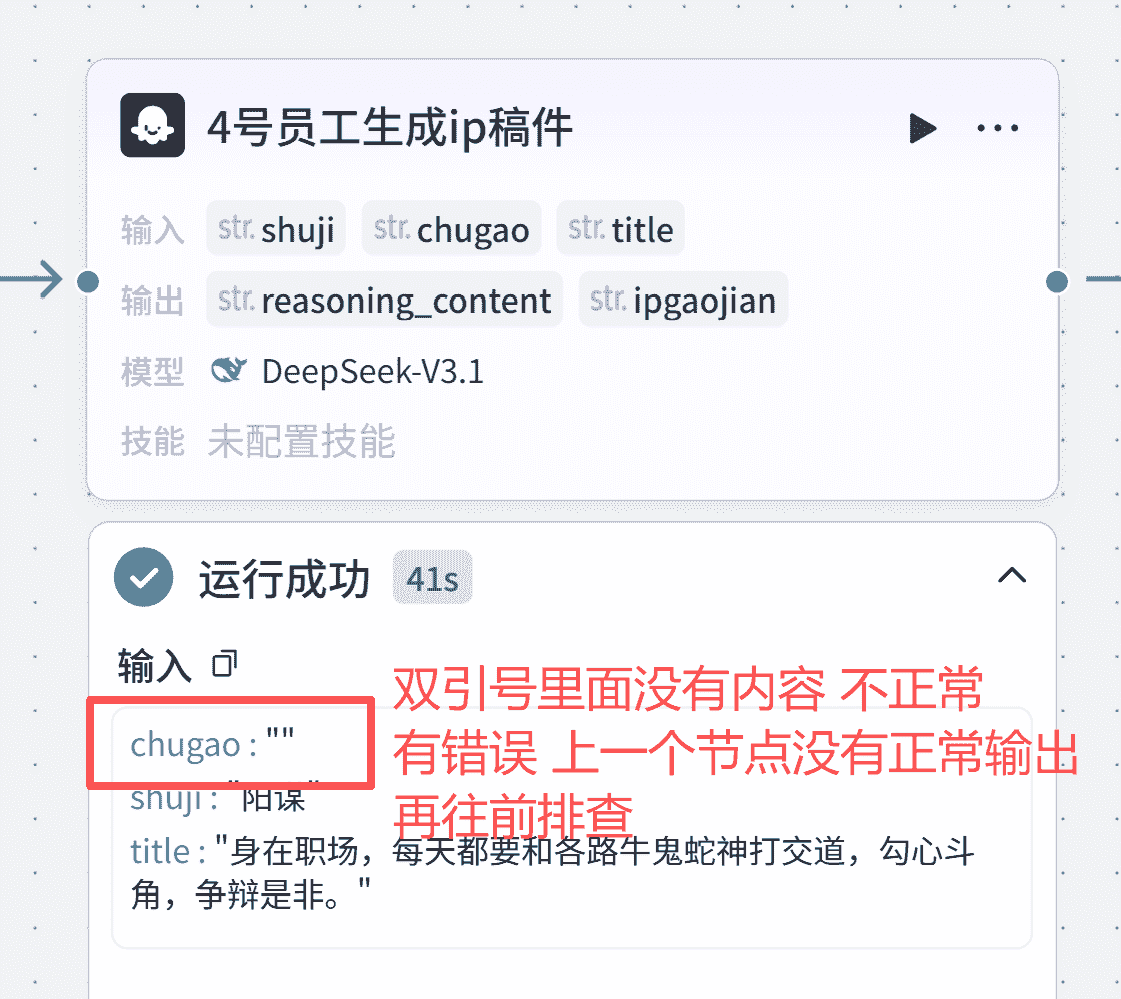 4号员工生成ip稿件
输入 str. shuji str. chugao str. title
输出 str. reasoning_content str. ipgaojian
模型 DeepSeek-V3.1
技能 未配置技能
运行成功 41s
输入
双引号里面没有内容 不正常
chugao : ""
有错误 上一个节点没有正常输出
shuji : "阳谋"
再往前排查
title : "身在职场，每天都要和各路牛鬼蛇神打交道，勾心斗
角，争辩是非。"